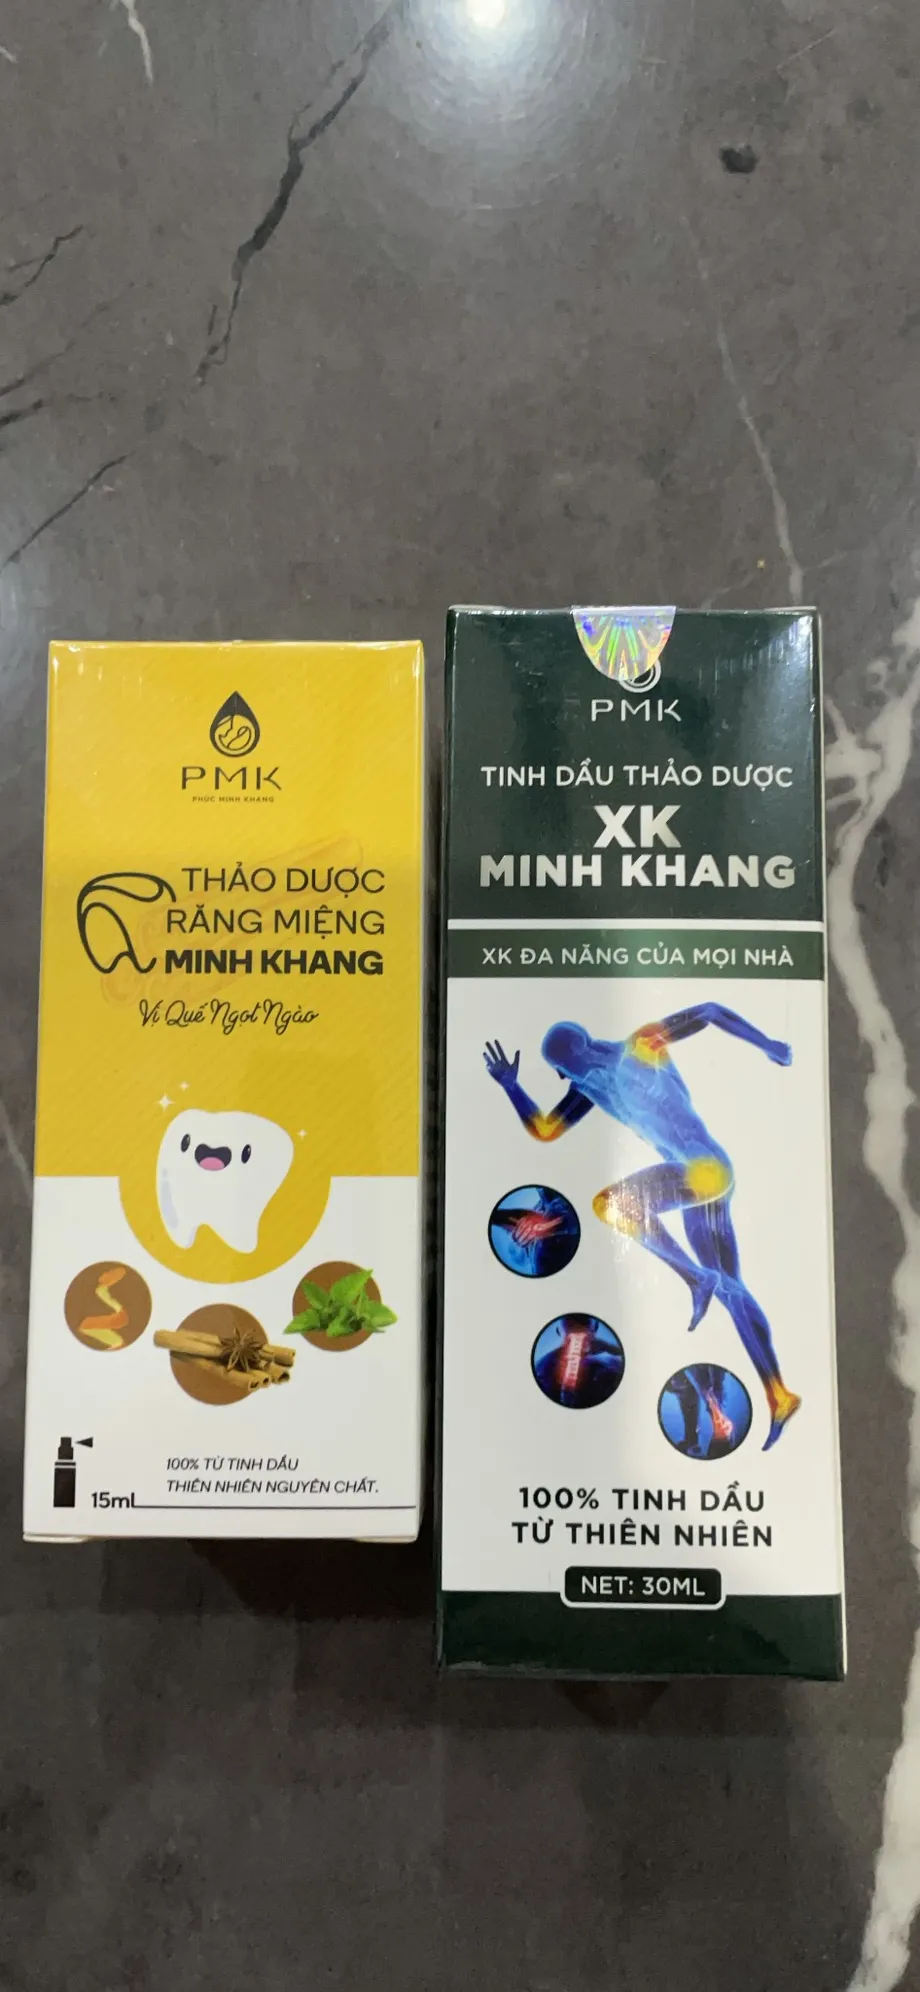 PMK
PHÚC MINH KHANG
THẢO DƯỢC
RĂNG MIỆNG
MINH KHANG
Vị Quế Ngọt Ngào
15mL
100% TỪ TINH DẦU
THIÊN NHIÊN NGUYÊN CHẤT.
PMK
TINH DẦU THẢO DƯỢC
XK
MINH KHANG
XK ĐA NĂNG CỦA MỌI NHÀ
100% TINH DẦU
TỪ THIÊN NHIÊN
NET: 30ML